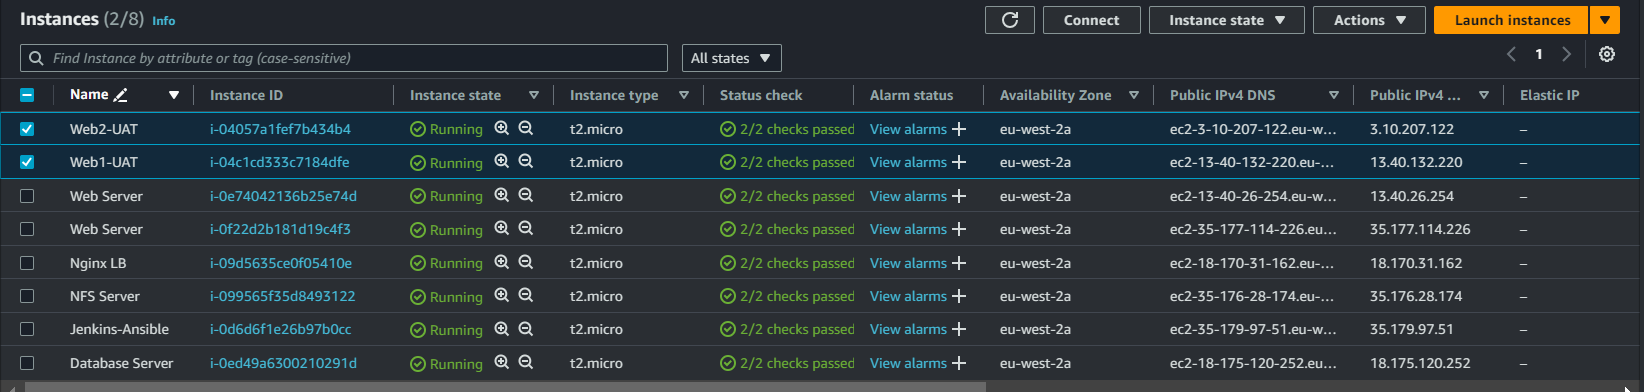 Instances (2/8) Info Connect Instance state Actions Launch instances
Find Instance by attribute or tag (case-sensitive) All states 1
Name Instance ID Instance state Instance type Status check Alarm status Availability Zone Public IPv4 DNS Public IPv4 ... Elastic IP
Web2-UAT i-04057a1fef7b434b4 Running t2.micro 2/2 checks passed View alarms + eu-west-2a ec2-3-10-207-122.eu-w... 3.10.207.122 –
Web1-UAT i-04c1cd333c7184dfe Running t2.micro 2/2 checks passed View alarms + eu-west-2a ec2-13-40-132-220.eu-... 13.40.132.220 –
Web Server i-0e74042136b25e74d Running t2.micro 2/2 checks passed View alarms + eu-west-2a ec2-13-40-26-254.eu-w... 13.40.26.254 –
Web Server i-0f22d2b181d19c4f3 Running t2.micro 2/2 checks passed View alarms + eu-west-2a ec2-35-177-114-226.eu... 35.177.114.226 –
Nginx LB i-09d5635ce0f05410e Running t2.micro 2/2 checks passed View alarms + eu-west-2a ec2-18-170-31-162.eu-... 18.170.31.162 –
NFS Server i-099565f35d8493122 Running t2.micro 2/2 checks passed View alarms + eu-west-2a ec2-35-176-28-174.eu-... 35.176.28.174 –
Jenkins-Ansible i-0d6d6f1e26b97b0cc Running t2.micro 2/2 checks passed View alarms + eu-west-2a ec2-35-179-97-51.eu-w... 35.179.97.51 –
Database Server i-0ed49a6300210291d Running t2.micro 2/2 checks passed View alarms + eu-west-2a ec2-18-175-120-252.eu... 18.175.120.252 –